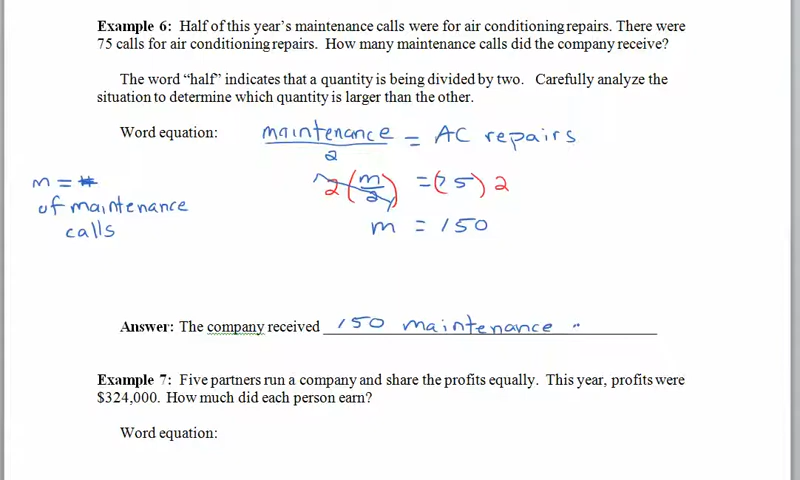 Example 6: Half of this year's maintenance calls were for air conditioning repairs. There were
75 calls for air conditioning repairs. How many maintenance calls did the company receive?
The word "half" indicates that a quantity is being divided by two. Carefully analyze the
situation to determine which quantity is larger than the other.
Word equation: maintenance / 2 = AC repairs
m = #
of maintenance
calls
2 (m/2) = (75) 2
m = 150
Answer: The company received 150 maintenance
Example 7: Five partners run a company and share the profits equally. This year, profits were
$324,000. How much did each person earn?
Word equation: